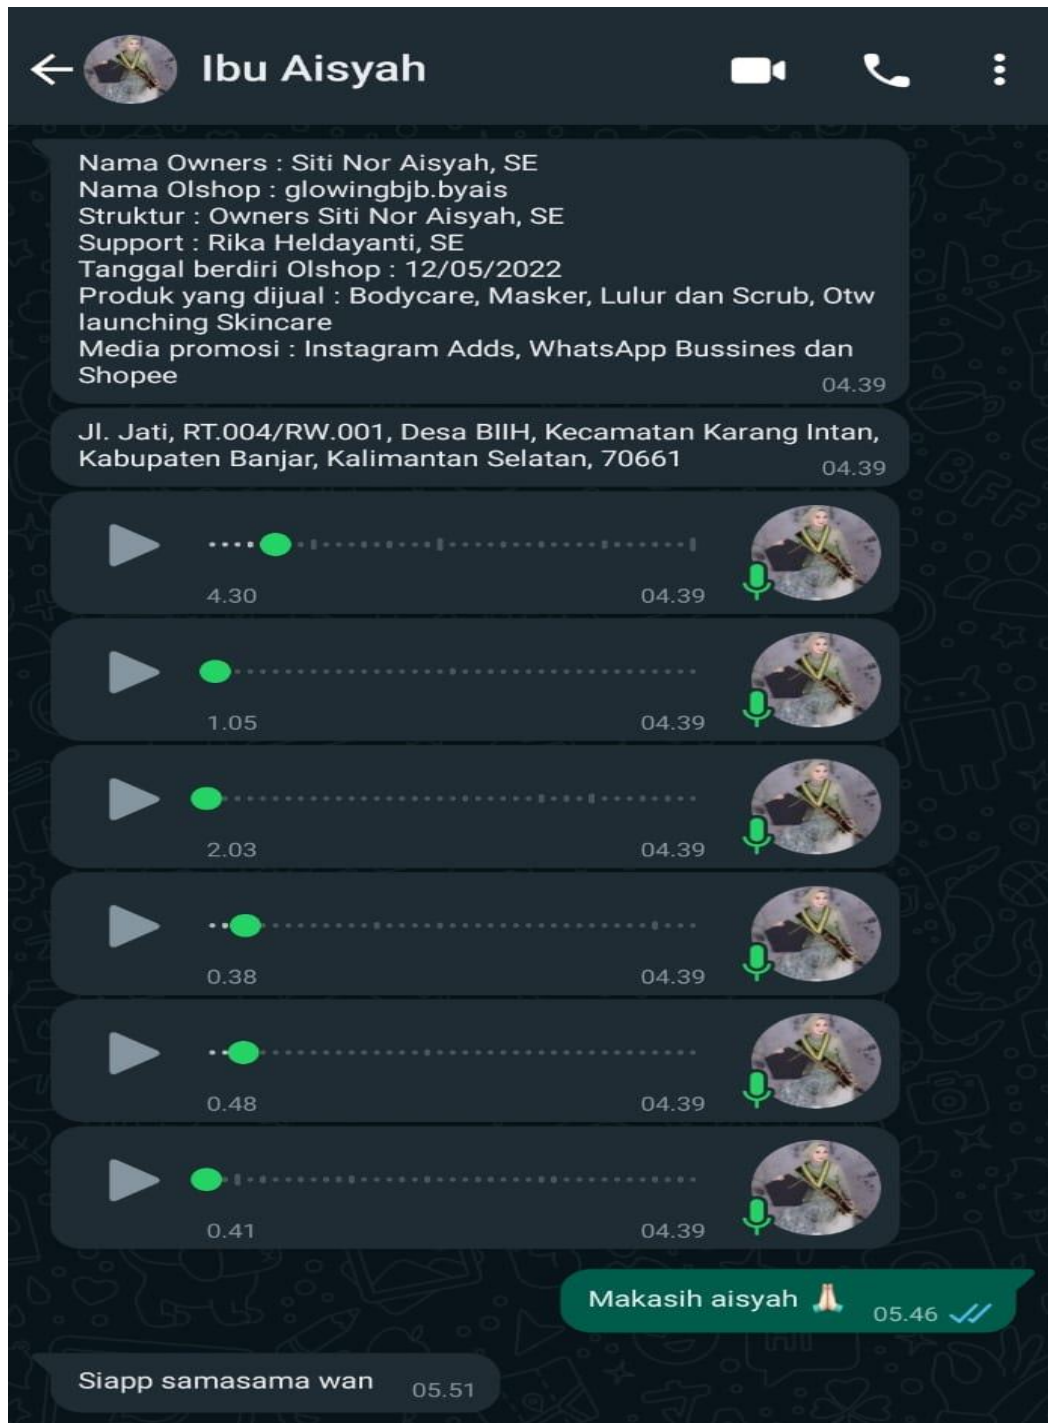 Ibu Aisyah
Nama Owners : Siti Nor Aisyah, SE
Nama Olshop : glowingbjb.byais
Struktur : Owners Siti Nor Aisyah, SE
Support : Rika Heldayanti, SE
Tanggal berdiri Olshop : 12/05/2022
Produk yang dijual : Bodycare, Masker, Lulur dan Scrub, Otw
launching Skincare
Media promosi : Instagram Adds, WhatsApp Bussines dan
Shopee
04.39
Jl. Jati, RT.004/RW.001, Desa BIIH, Kecamatan Karang Intan,
Kabupaten Banjar, Kalimantan Selatan, 70661 04.39
4.30 04.39
1.05 04.39
2.03 04.39
0.38 04.39
0.48 04.39
0.41 04.39
Makasih aisyah 🙏🏻 05.46
Siapp samasama wan 05.51